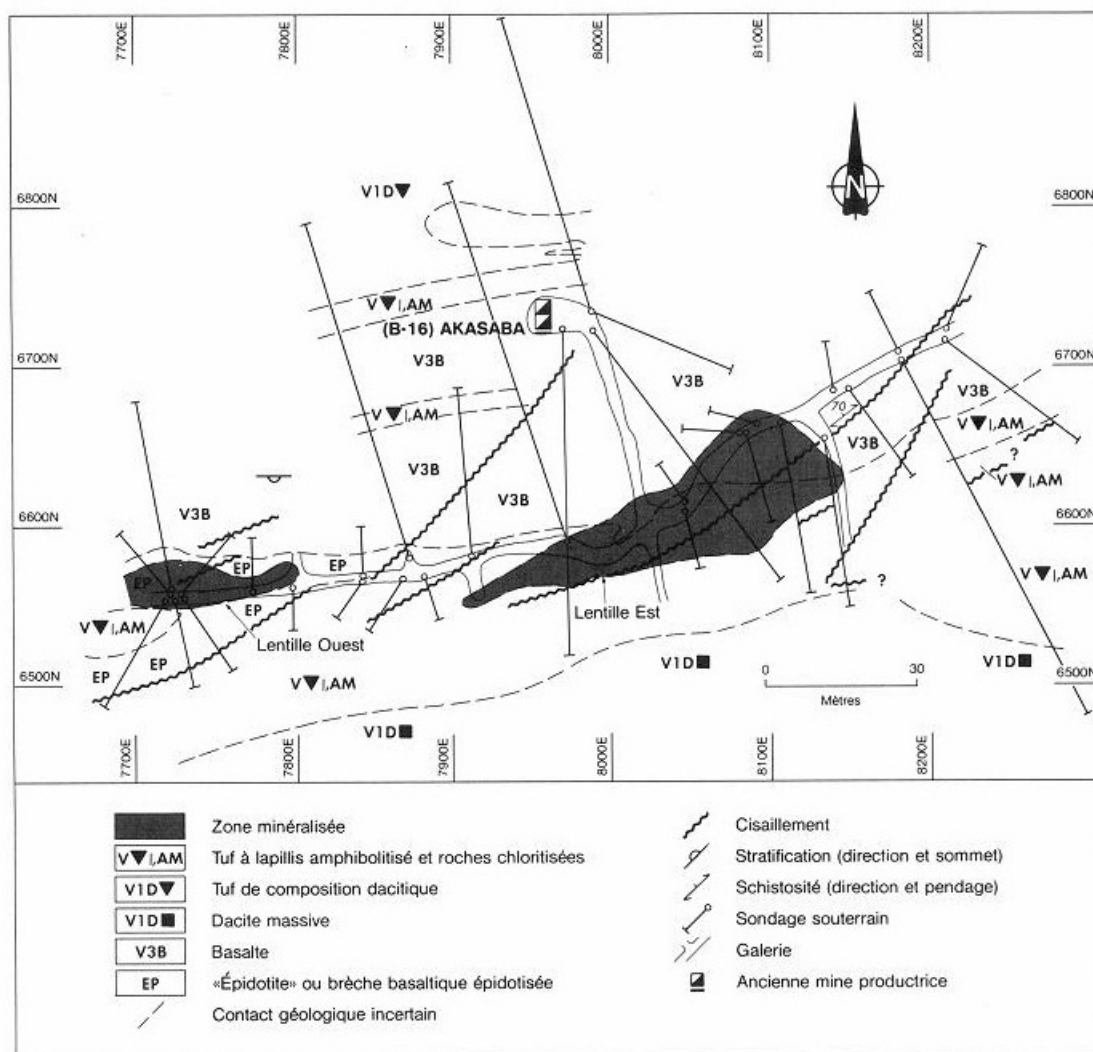 7700E 7800E 7900E 8000E 8100E 8200E
N
V1D▼
6800N 6800N
V▼l,AM
(B-16) AKASABA
V3B
6700N 6700N
V3B
V3B
V▼l,AM
70
V▼l,AM
V3B
V3B
V3B
?
V▼l,AM
V3B
6600N 6600N
EP
EP
EP
V▼l,AM
?
EP
Lentille Est
V▼l,AM
Lentille Ouest
EP
EP
V1D■
V1D■
6500N 6500N
V▼l,AM
0 30
Mètres
V1D■
7700E 7800E 7900E 8000E 8100E 8200E
Zone minéralisée
V▼l,AM Tuf à lapillis amphibolitisé et roches chloritisées
V1D▼ Tuf de composition dacitique
V1D■ Dacite massive
V3B Basalte
EP «Épidotite» ou brèche basaltique épidotisée
Contact géologique incertain
Cisaillement
Stratification (direction et sommet)
Schistosité (direction et pendage)
Sondage souterrain
Galerie
Ancienne mine productrice